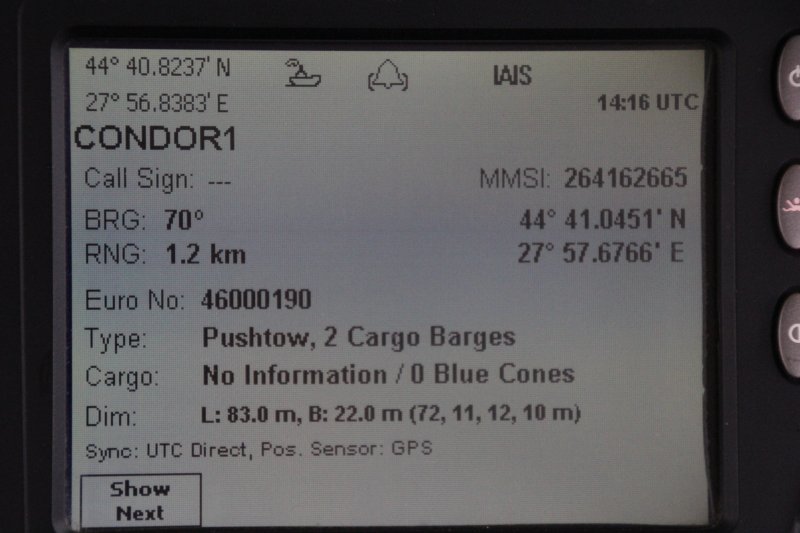 44° 40.8237' N
27° 56.8383' E
IAIS
14:16 UTC
CONDOR1
Call Sign: ---
MMSI: 264162665
BRG: 70°
44° 41.0451' N
RNG: 1.2 km
27° 57.6766' E
Euro No: 46000190
Type: Pushtow, 2 Cargo Barges
Cargo: No Information / 0 Blue Cones
Dim: L: 83.0 m, B: 22.0 m (72, 11, 12, 10 m)
Sync: UTC Direct, Pos. Sensor: GPS
Show
Next